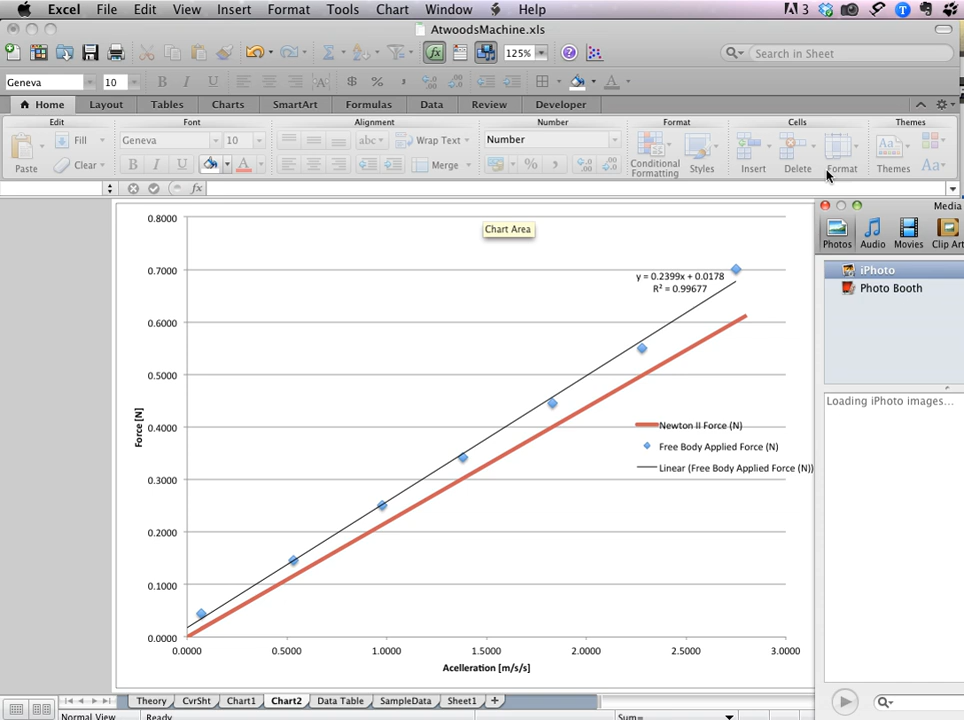 Excel File Edit View Insert Format Tools Chart Window Help 3
AtwoodsMachine.xls
125% Search in Sheet
Geneva 10 B I U
Home Layout Tables Charts SmartArt Formulas Data Review Developer
Edit Font Alignment Number Format Cells Themes
Paste Fill Clear Geneva 10 B I U abc Wrap Text Merge Number Conditional Formatting Styles Insert Delete Format Themes Aa
fx
Chart Area
0.8000
0.7000
0.6000
0.5000
0.4000
0.3000
0.2000
0.1000
0.0000
Force [N]
y = 0.2399x + 0.0178
R² = 0.99677
Newton II Force (N)
Free Body Applied Force (N)
Linear (Free Body Applied Force (N))
0.0000 0.5000 1.0000 1.5000 2.0000 2.5000 3.0000
Acelleration [m/s/s]
Media
Photos Audio Movies Clip Art
iPhoto
Photo Booth
Loading iPhoto images...
Theory CvrSht Chart1 Chart2 Data Table SampleData Sheet1
Normal View Ready Sum=